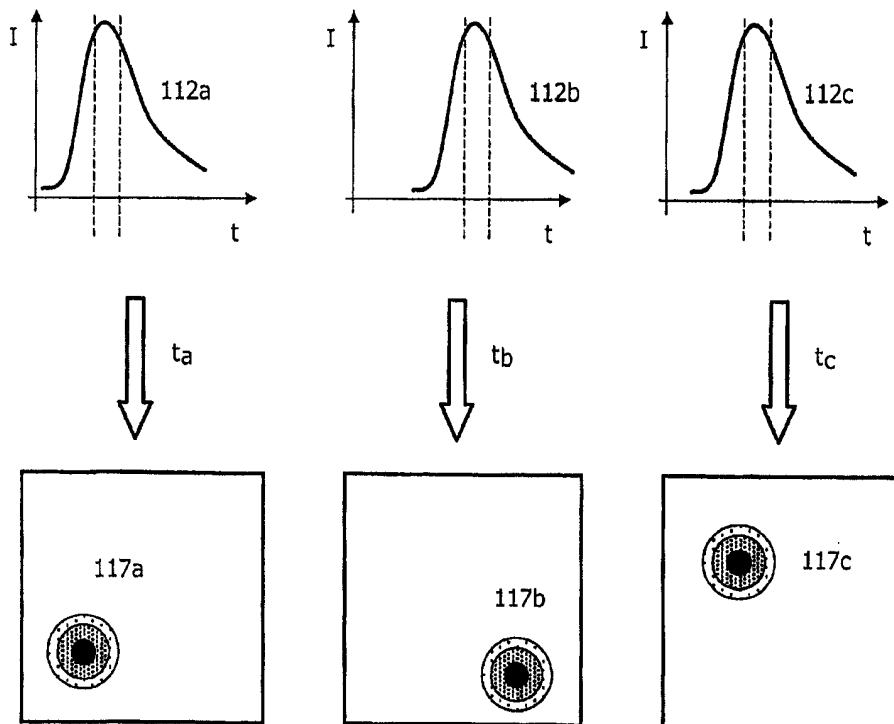 I I I
112a 112b 112c
t t t
ta tb tc
117a 117b 117c